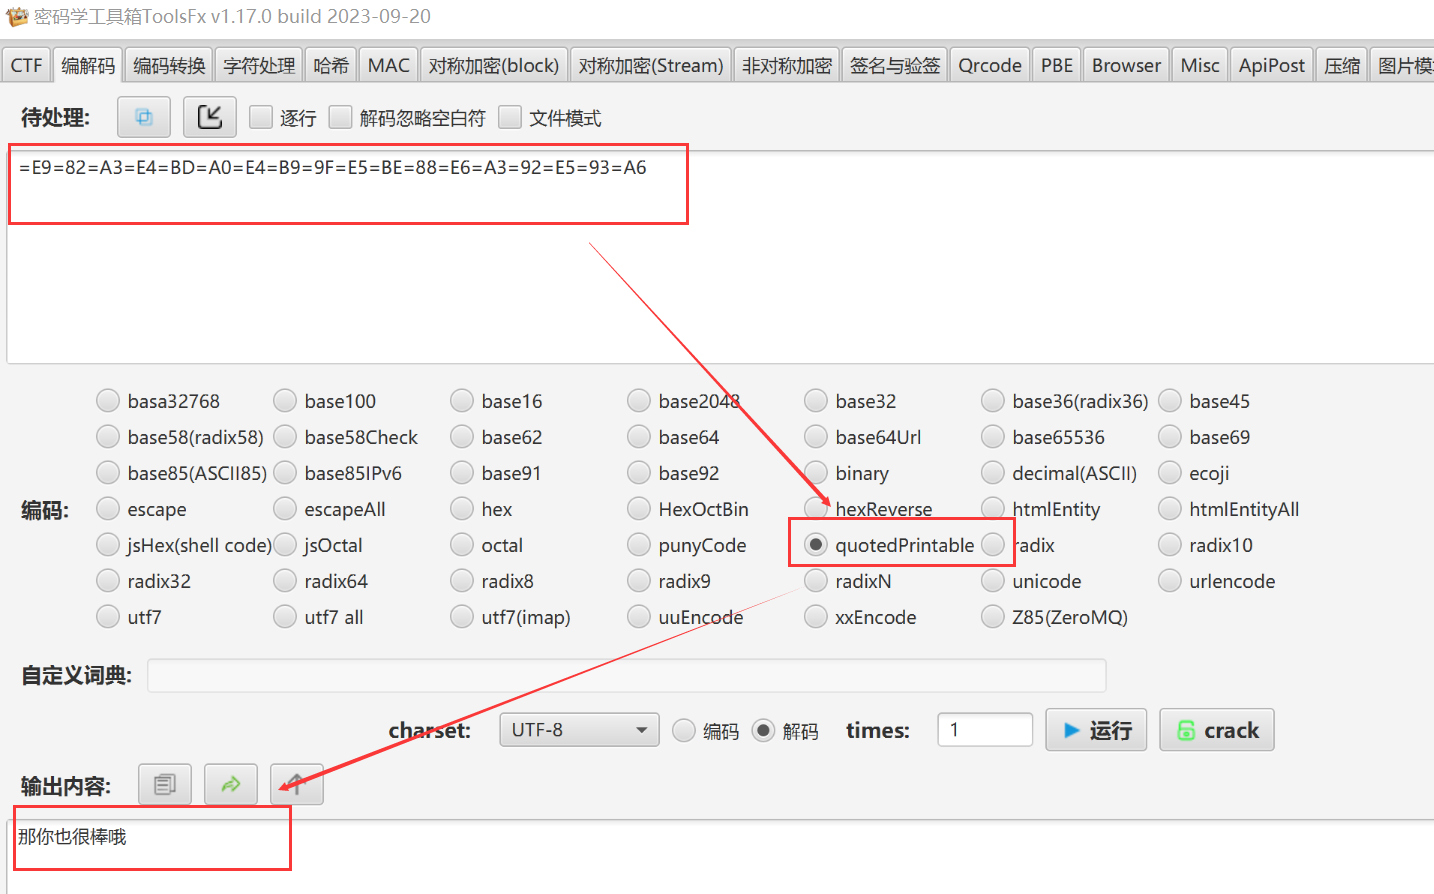 密码学工具箱ToolsFx v1.17.0 build 2023-09-20
CTF 编解码 编码转换 字符处理 哈希 MAC 对称加密(block) 对称加密(Stream) 非对称加密 签名与验签 Qrcode PBE Browser Misc ApiPost 压缩 图片模
待处理: 逐行 解码忽略空白符 文件模式
=E9=82=A3=E4=BD=A0=E4=B9=9F=E5=BE=88=E6=A3=92=E5=93=A6
basa32768 base100 base16 base2048 base32 base36(radix36) base45
base58(radix58) base58Check base62 base64 base64Url base65536 base69
base85(ASCII85) base85IPv6 base91 base92 binary decimal(ASCII) ecoji
编码: escape escapeAll hex HexOctBin hexReverse htmlEntity htmlEntityAll
jsHex(shell code) jsOctal octal punyCode quotedPrintable radix radix10
radix32 radix64 radix8 radix9 radixN unicode urlencode
utf7 utf7 all utf7(imap) uuEncode xxEncode Z85(ZeroMQ)
自定义词典:
charset: UTF-8 编码 解码 times: 1 运行 crack
输出内容:
那你也很棒哦